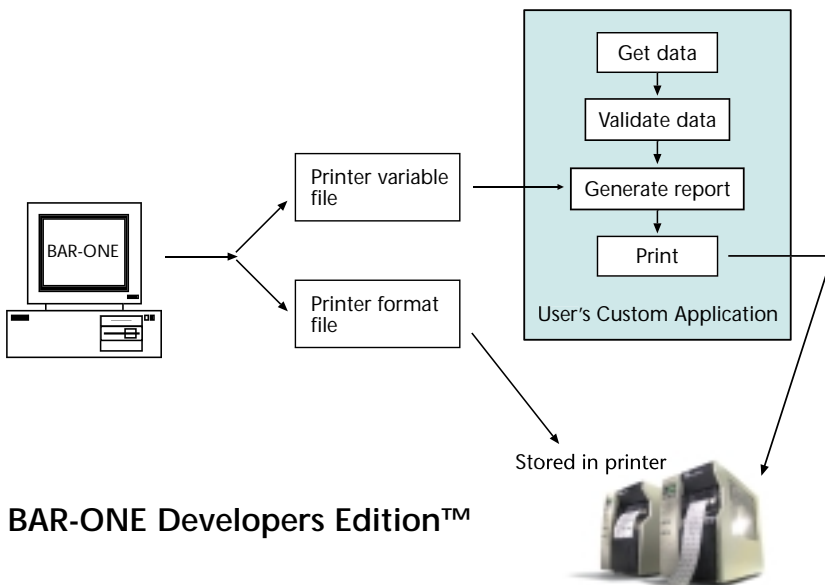 Get data
Validate data
Printer variable
file
Generate report
BAR-ONE
Print
Printer format
file
User's Custom Application
Stored in printer
BAR-ONE Developers Edition™